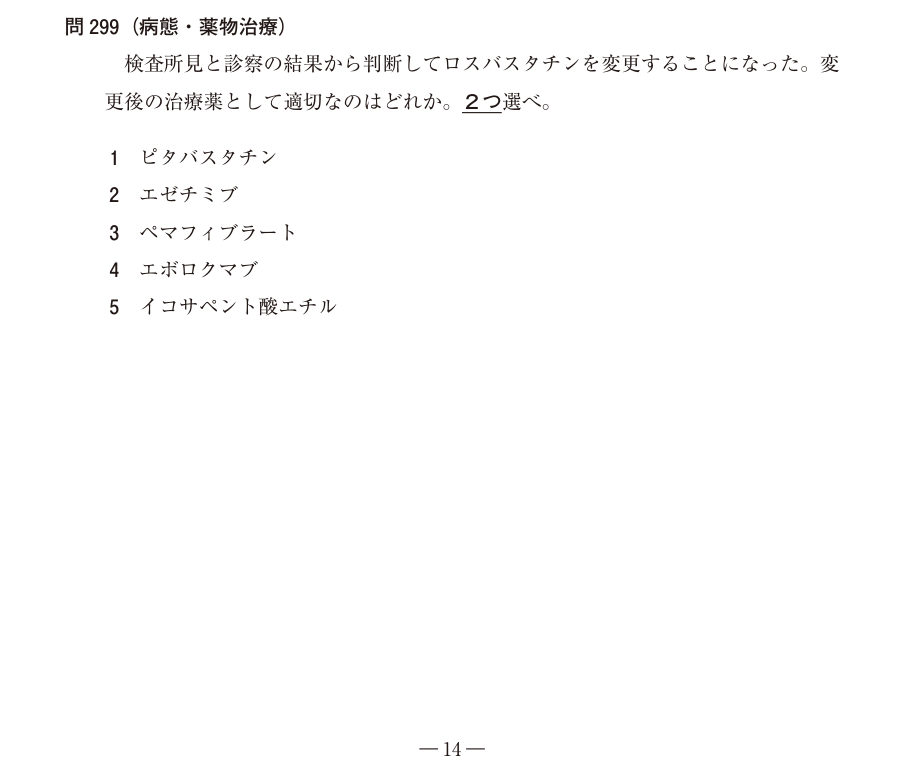 問 299（病態・薬物治療）
検査所見と診察の結果から判断してロスバスタチンを変更することになった。変
更後の治療薬として適切なのはどれか。２つ選べ。
1 ピタバスタチン
2 エゼチミブ
3 ペマフィブラート
4 エボロクマブ
5 イコサペント酸エチル
― 14 ―